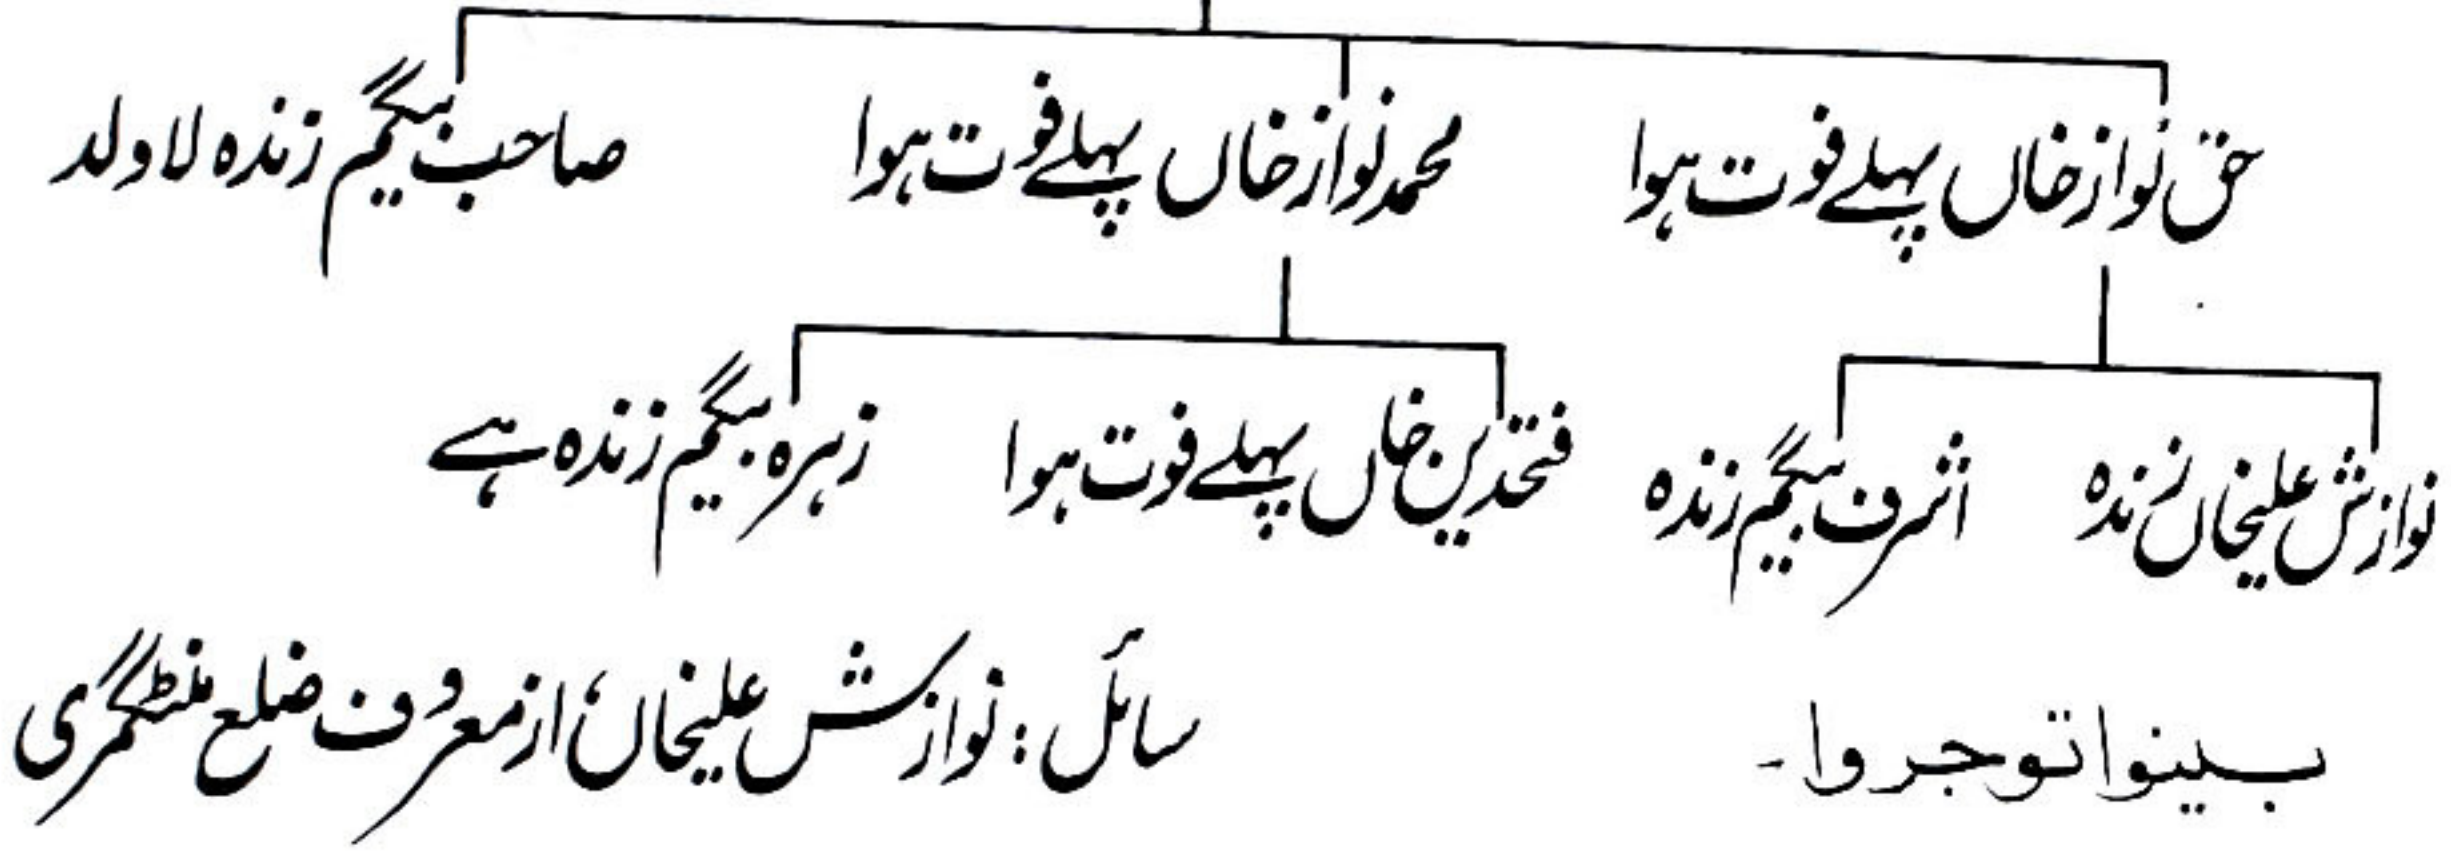 حق نواز خاں پہلے فوت ہوا محمد نواز خاں پہلے فوت ہوا صاحب بیگم زندہ لا ولد
نوازش علیخاں زندہ اشرف بیگم زندہ فتحدین خاں پہلے فوت ہوا زہرہ بیگم زندہ ہے
بینوا توجروا۔ سائل: نوازش علیخاں، از معروف ضلع منٹگمری